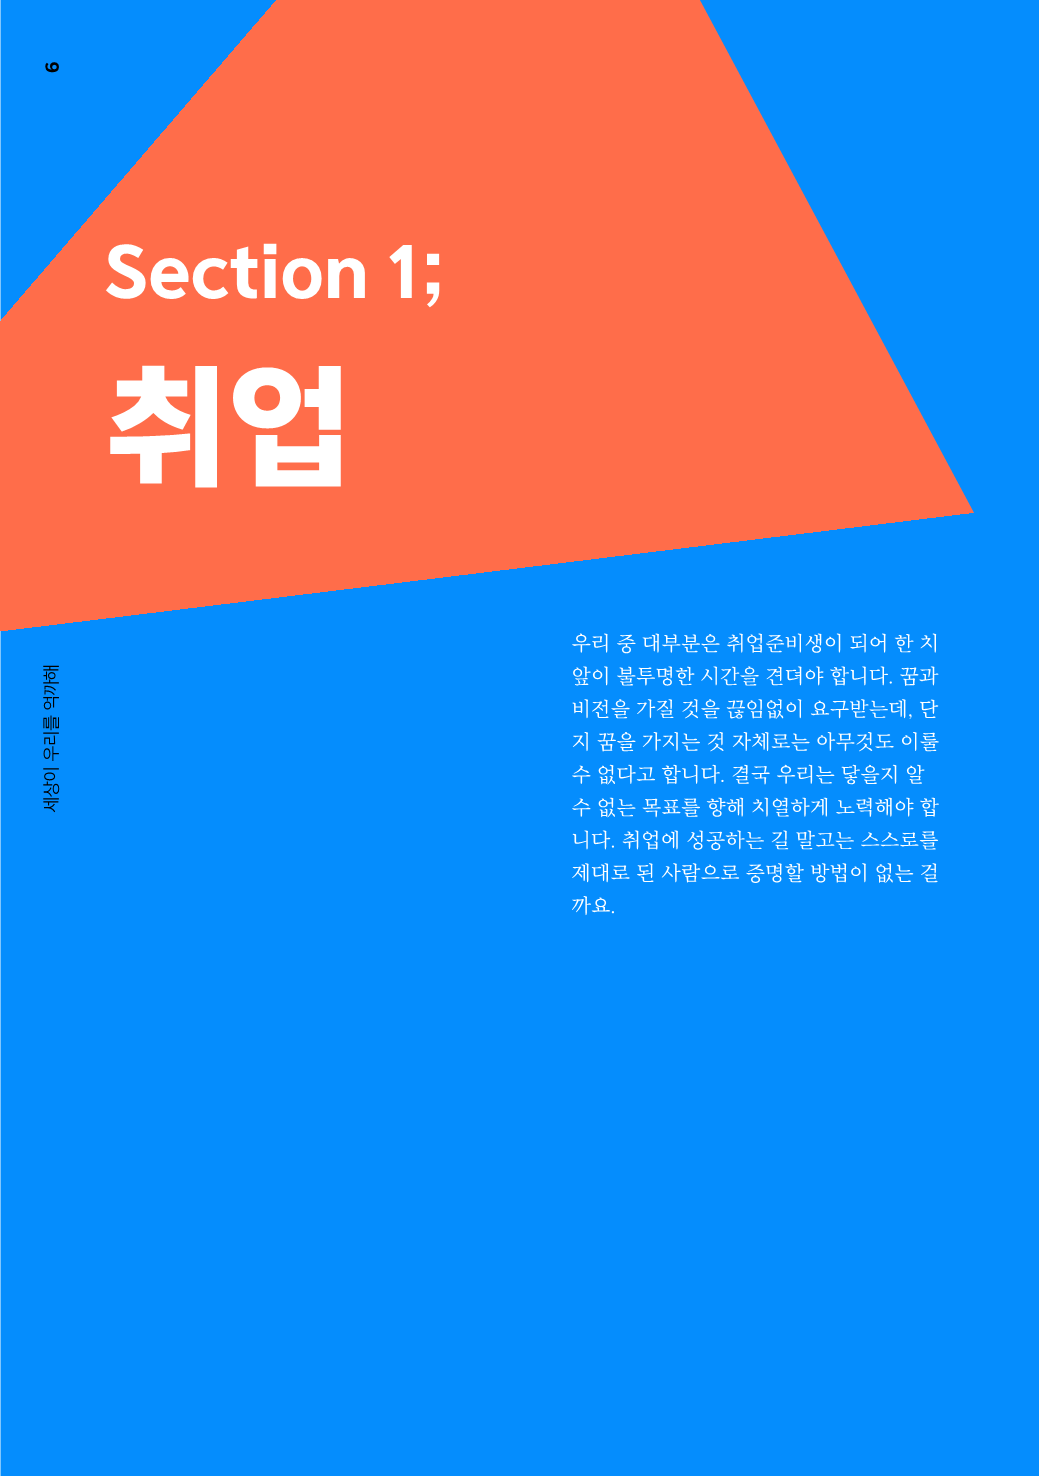 6
Section 1;
취업
세상이 우리를 억까해
우리 중 대부분은 취업준비생이 되어 한 치
앞이 불투명한 시간을 견뎌야 합니다. 꿈과
비전을 가질 것을 끊임없이 요구받는데, 단
지 꿈을 가지는 것 자체로는 아무것도 이룰
수 없다고 합니다. 결국 우리는 닿을지 알
수 없는 목표를 향해 치열하게 노력해야 합
니다. 취업에 성공하는 길 말고는 스스로를
제대로 된 사람으로 증명할 방법이 없는 걸
까요.